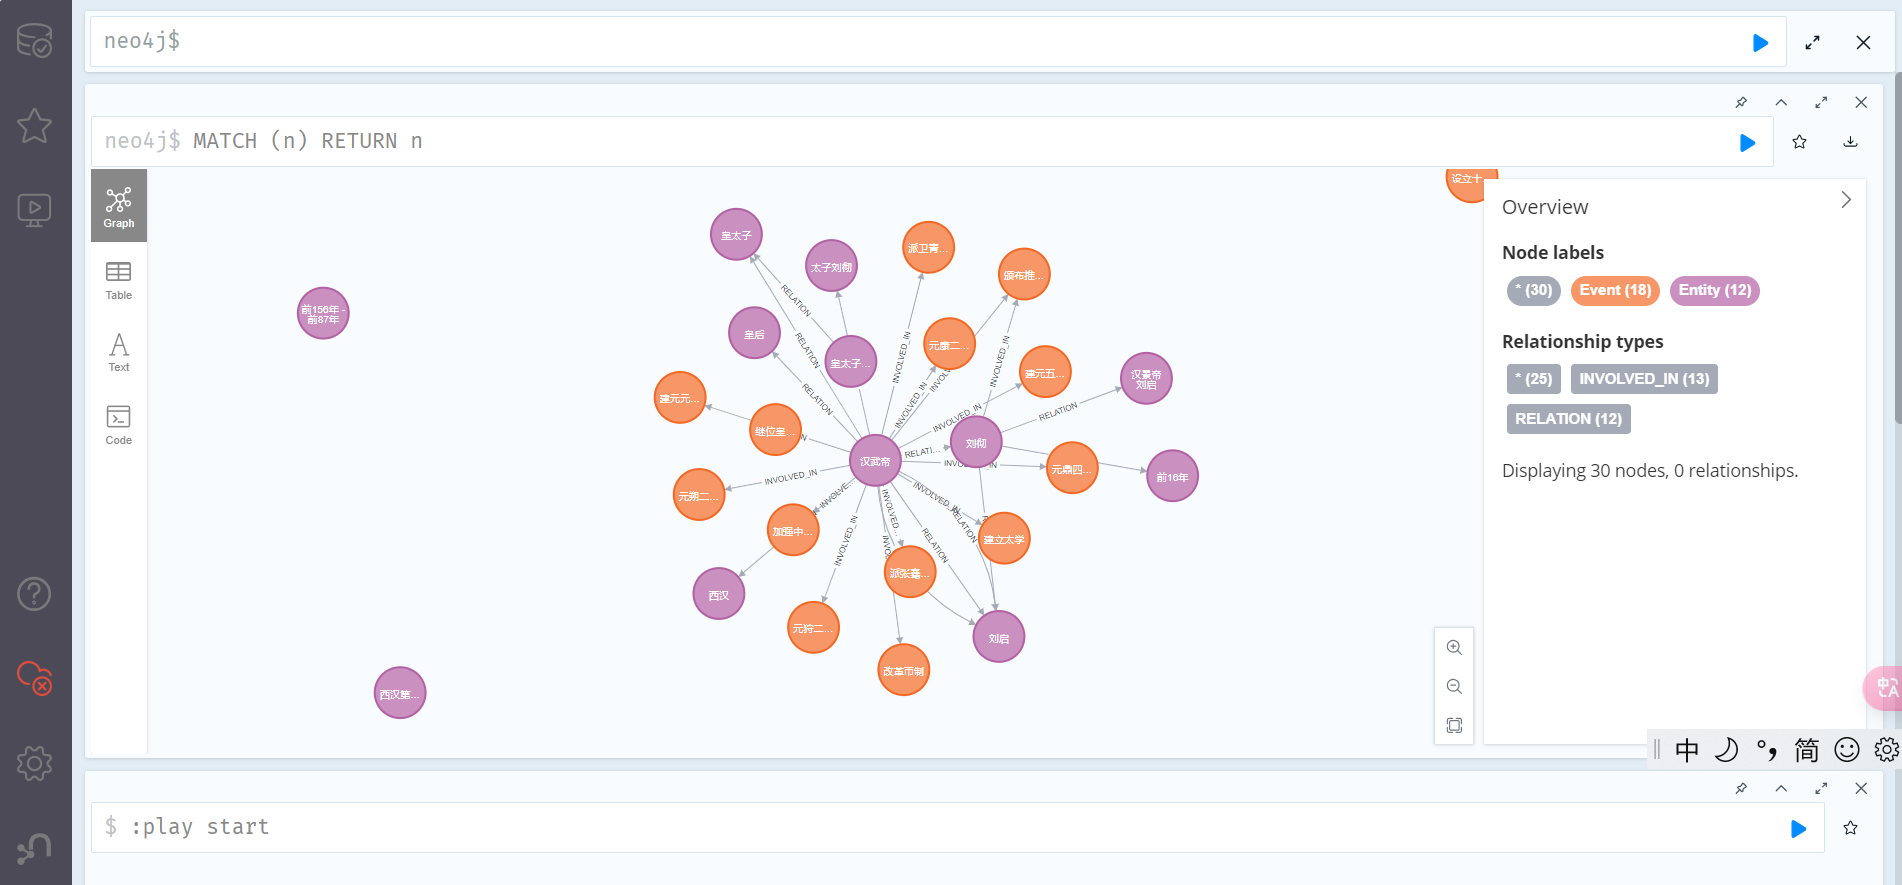 neo4j$
neo4j$ MATCH (n) RETURN n
Graph
Table
Text
Code
设立十...
皇太子
太子刘彻
派卫青...
颁布推...
前156年 -
前87年
皇后
皇太子...
元康二...
建元五...
汉景帝
刘启
建元元...
继位皇...
汉武帝
刘彻
元鼎四...
前16年
元朔二...
加强中...
建立太学
派张骞...
西汉
元狩二...
刘启
改革币制
西汉第...
RELATION
RELATION
RELATION
INVOLVED_IN
INVOLVED_IN
INVOLVED_IN
INVOLVED_IN
RELATION
RELATI...
INVOLVED_IN
INVOLVE...
INVOLVED_IN
INVOLVED...
INVOLVED_IN
RELATION
RELATION
Overview
Node labels
* (30)
Event (18)
Entity (12)
Relationship types
* (25)
INVOLVED_IN (13)
RELATION (12)
Displaying 30 nodes, 0 relationships.
中
简
$ :play start